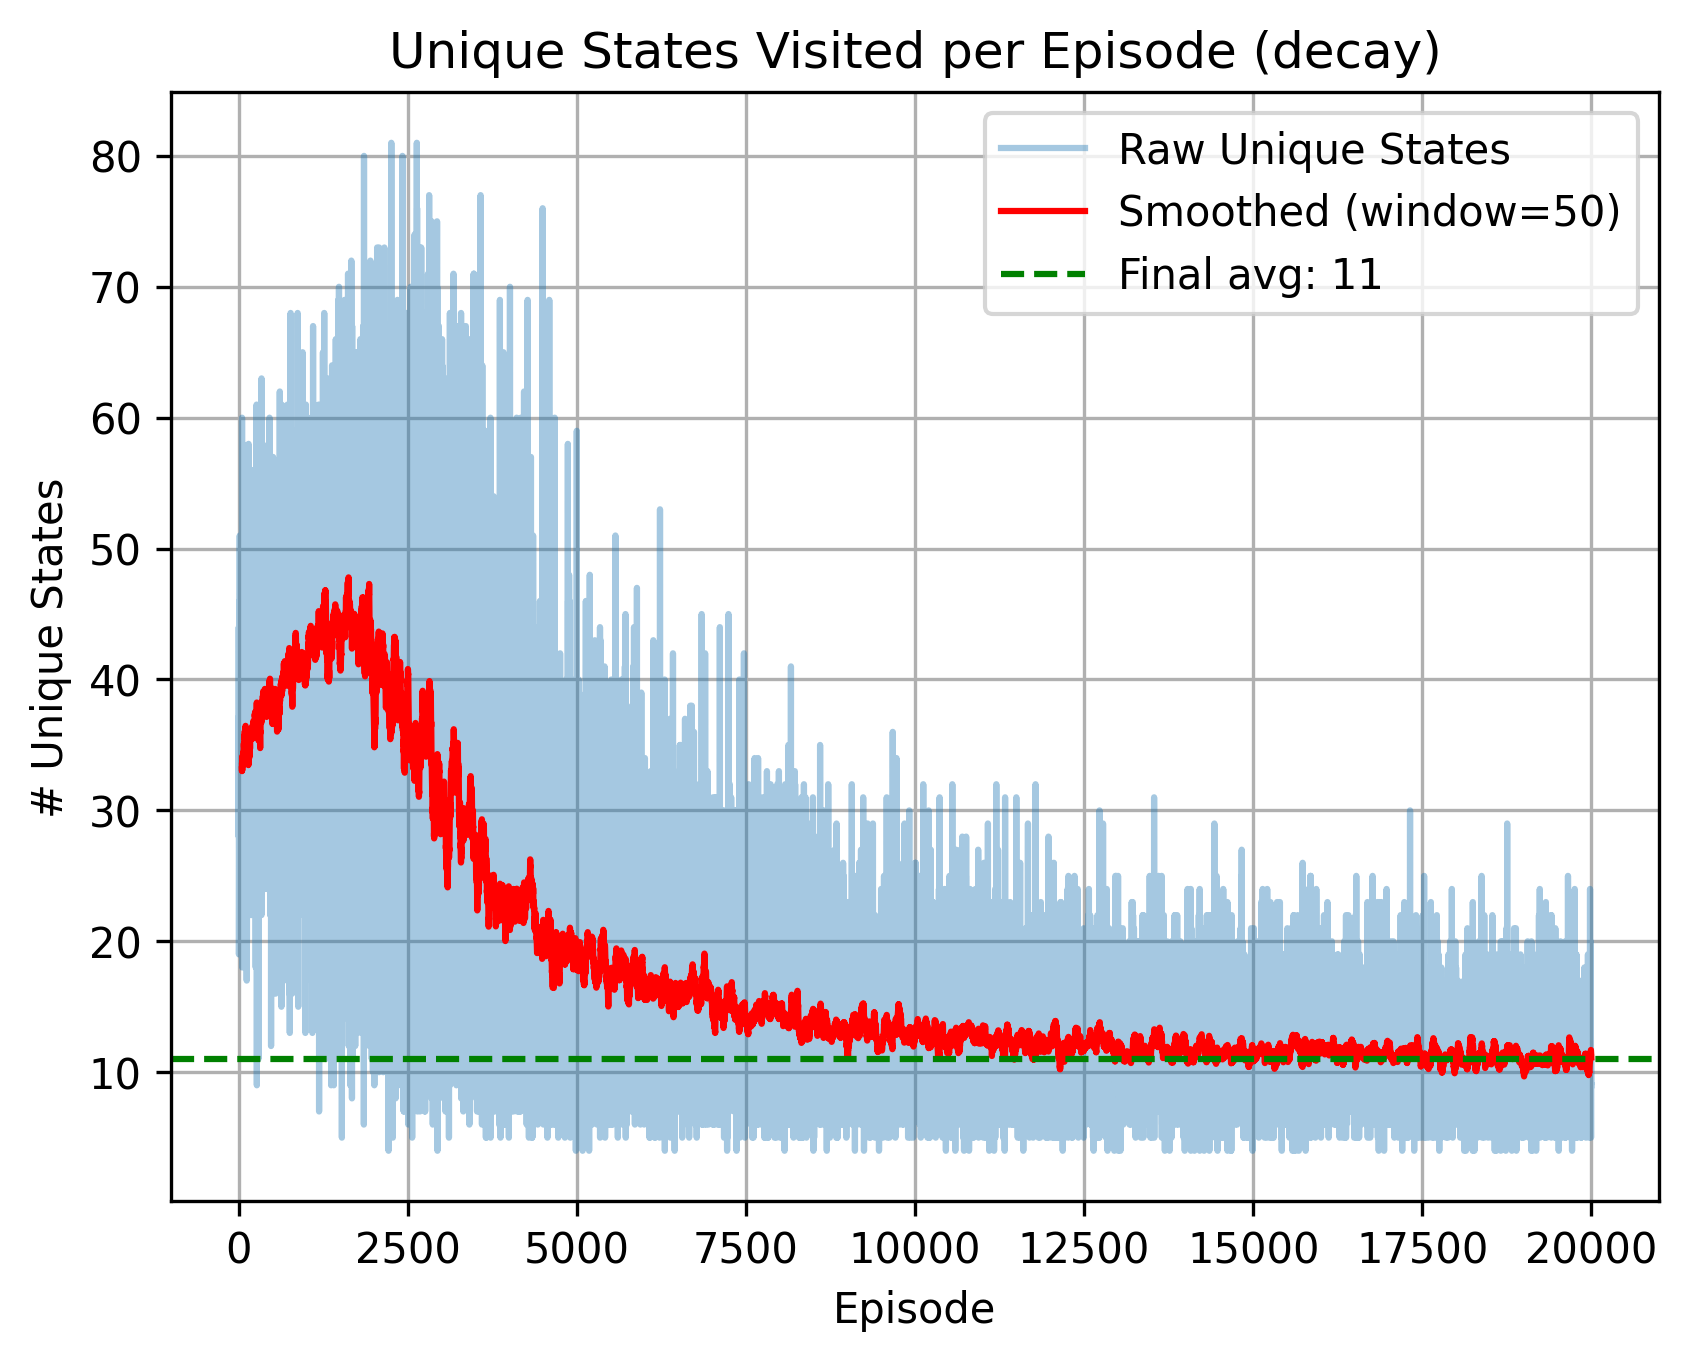 Unique States Visited per Episode (decay)
Raw Unique States
Smoothed (window=50)
Final avg: 11
# Unique States
80
70
60
50
40
30
20
10
0 2500 5000 7500 10000 12500 15000 17500 20000
Episode